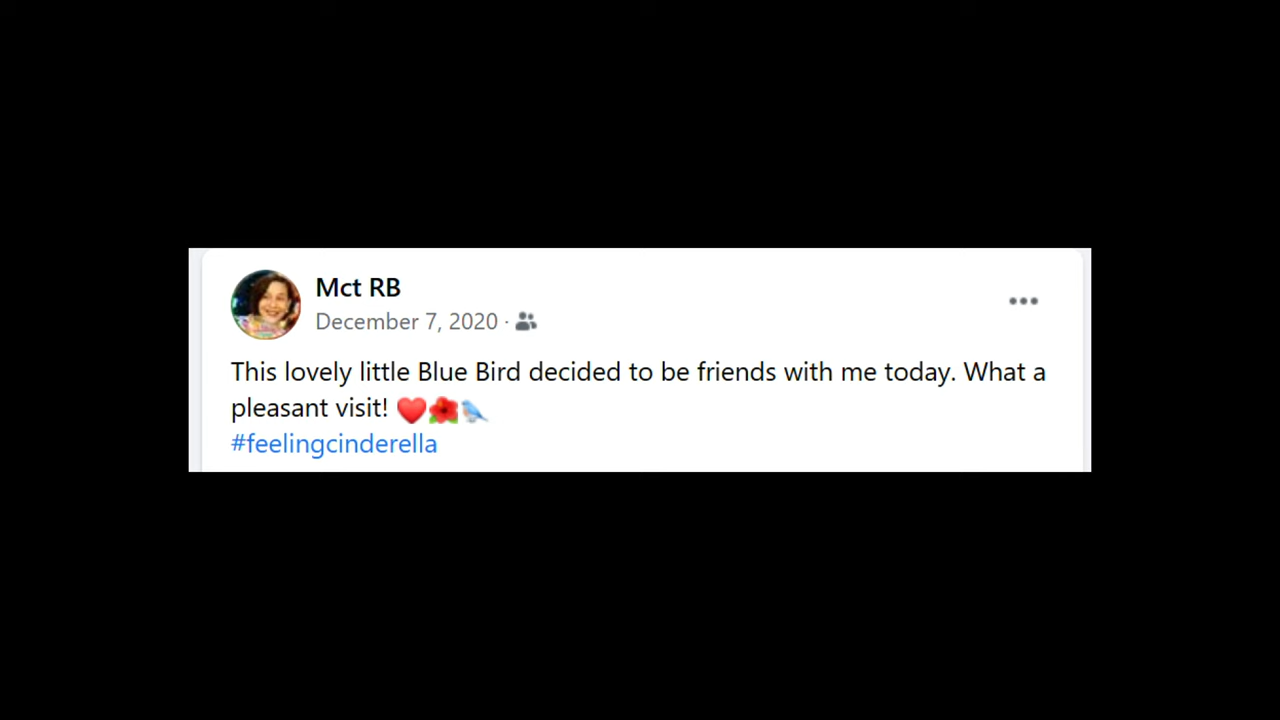 Mct RB
December 7, 2020 ·
This lovely little Blue Bird decided to be friends with me today. What a
pleasant visit! ❤️🌺🐦
#feelingcinderella